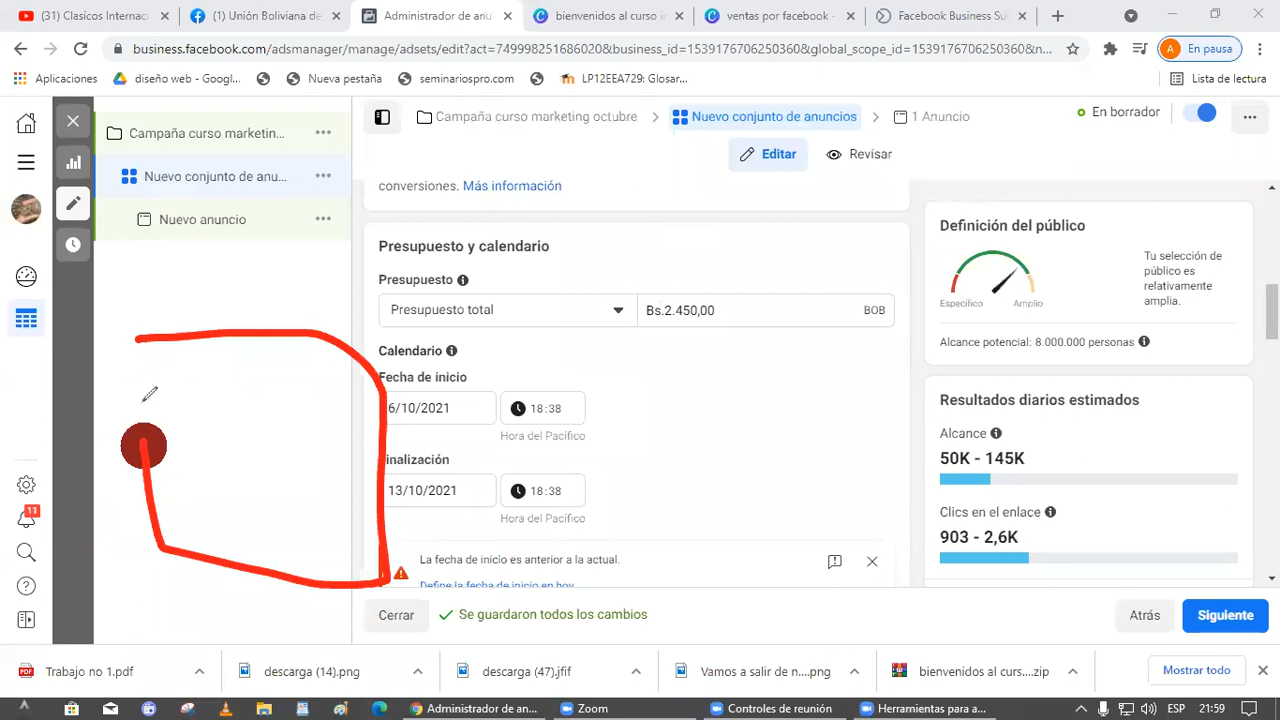 (31) Clasicos Internaci
(1) Unión Boliviana de
Administrador de anu
bienvenidos al curso in
ventas por facebook -
Facebook Business Sui
business.facebook.com/adsmanager/manage/adsets/edit?act=749998251686020&business_id=1539176706250360&global_scope_id=1539176706250360&n...
A En pausa
Aplicaciones
diseño web - Googl...
Nueva pestaña
seminariospro.com
LP12EEA729: Glosar...
Lista de lectura
Campaña curso marketin...
Nuevo conjunto de anu...
Nuevo anuncio
11
Campaña curso marketing octubre
Nuevo conjunto de anuncios
1 Anuncio
En borrador
Editar
Revisar
conversiones. Más información
Presupuesto y calendario
Presupuesto
Presupuesto total
Bs.2.450,00
BOB
Calendario
Fecha de inicio
6/10/2021
18:38
Hora del Pacífico
inalización
13/10/2021
18:38
Hora del Pacífico
La fecha de inicio es anterior a la actual.
Define la fecha de inicio en hoy
Definición del público
Específico
Amplio
Tu selección de
público es
relativamente
amplia.
Alcance potencial: 8.000.000 personas
Resultados diarios estimados
Alcance
50K - 145K
Clics en el enlace
903 - 2,6K
Cerrar
Se guardaron todos los cambios
Atrás
Siguiente
Trabajo no 1.pdf
descarga (14).png
descarga (47).jfif
Vamos a salir de n....png
bienvenidos al curs....zip
Mostrar todo
Administrador de an...
Zoom
Controles de reunión
Herramientas para a...
ESP
21:59